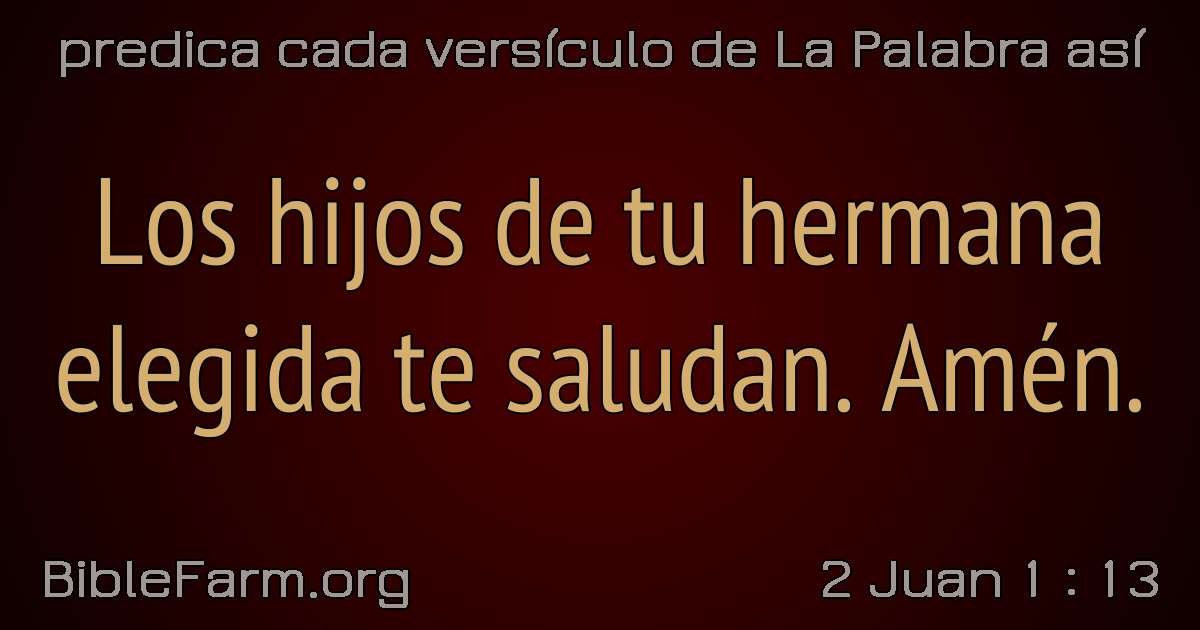 predica cada versículo de La Palabra así
Los hijos de tu hermana
elegida te saludan. Amén.
BibleFarm.org
2 Juan 1 : 13